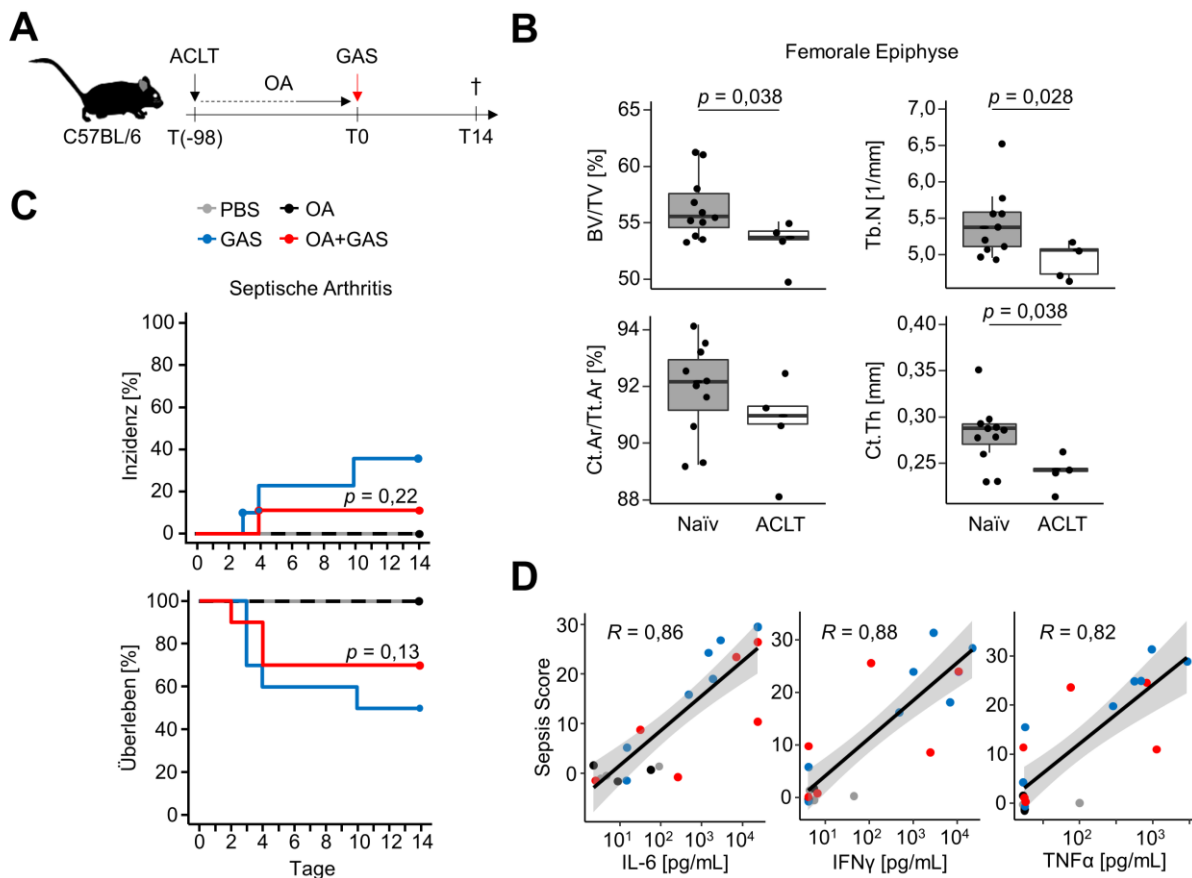 A
ACLT
GAS
OA
†
C57BL/6
T(-98)
T0
T14
B
Femorale Epiphyse
p = 0,038
65
60
55
50
BV/TV [%]
p = 0,028
7,0
6,5
6,0
5,5
5,0
Tb.N [1/mm]
94
92
90
88
Ct.Ar/Tt.Ar [%]
Naïv
ACLT
p = 0,038
0,40
0,35
0,30
0,25
Ct.Th [mm]
Naïv
ACLT
C
PBS
OA
GAS
OA+GAS
Septische Arthritis
100
80
60
40
20
0
Inzidenz [%]
p = 0,22
0 2 4 6 8 10 12 14
100
80
60
40
20
0
Überleben [%]
p = 0,13
0 2 4 6 8 10 12 14
Tage
D
Sepsis Score
30
20
10
0
R = 0,86
10¹ 10² 10³ 10⁴
IL-6 [pg/mL]
30
20
10
0
R = 0,88
10¹ 10² 10³ 10⁴
IFNγ [pg/mL]
30
20
10
0
R = 0,82
10² 10³
TNFα [pg/mL]